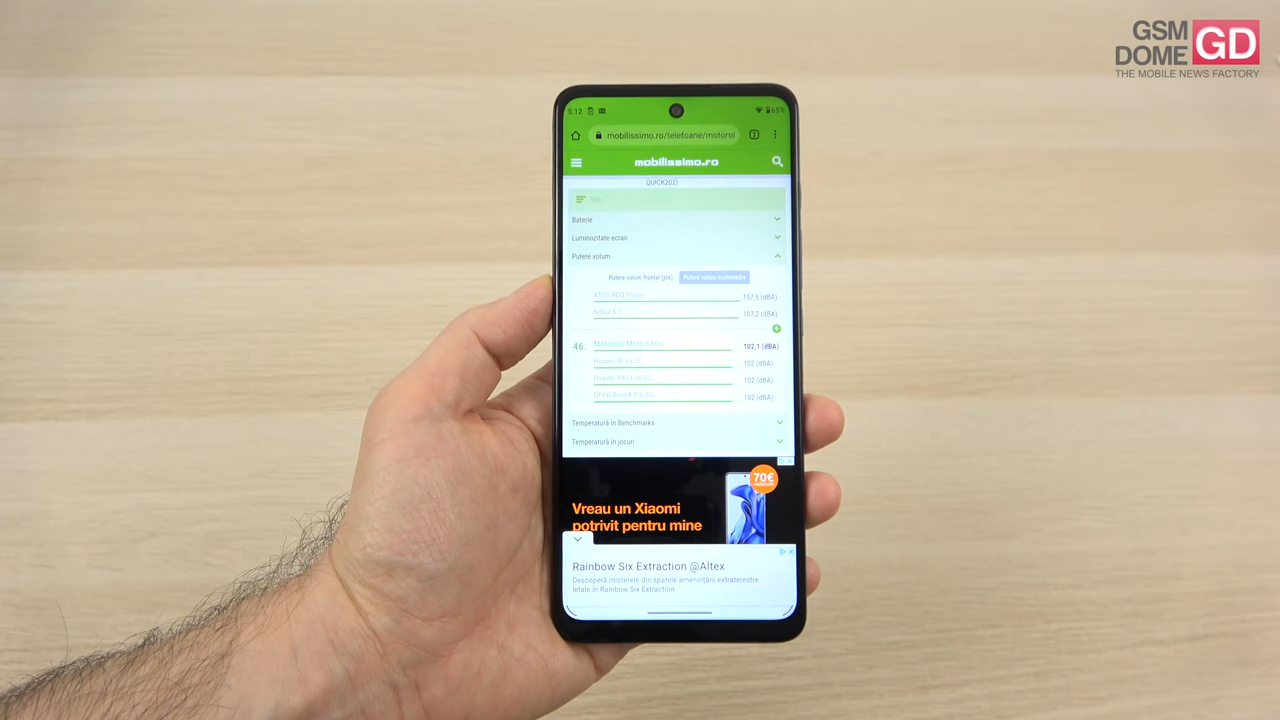 GSM
DOME GD
THE MOBILE NEWS FACTORY
5:12
65%
mobilissimo.ro/telefoane/motorol
mobilissimo.ro
QUICK202)
Baterie
Luminozitate ecran
Putere volum
Putere volum frontal (jos) Putere volum multimedia
ASUS ROG Phone 107,5 (dBA)
Nokia 8.1 107,2 (dBA)
46. Motorola Moto G60s 102,1 (dBA)
Huawei Nova 5T 102 (dBA)
Huawei P40 Lite 5G 102 (dBA)
OPPO Reno4 Pro 5G 102 (dBA)
Temperatură în Benchmarks
Temperatură in jocuri
70€
Vreau un Xiaomi
potrivit pentru mine
Rainbow Six Extraction @Altex
Descoperă misterele din spatele amenințării extraterestre
letale în Rainbow Six Extraction